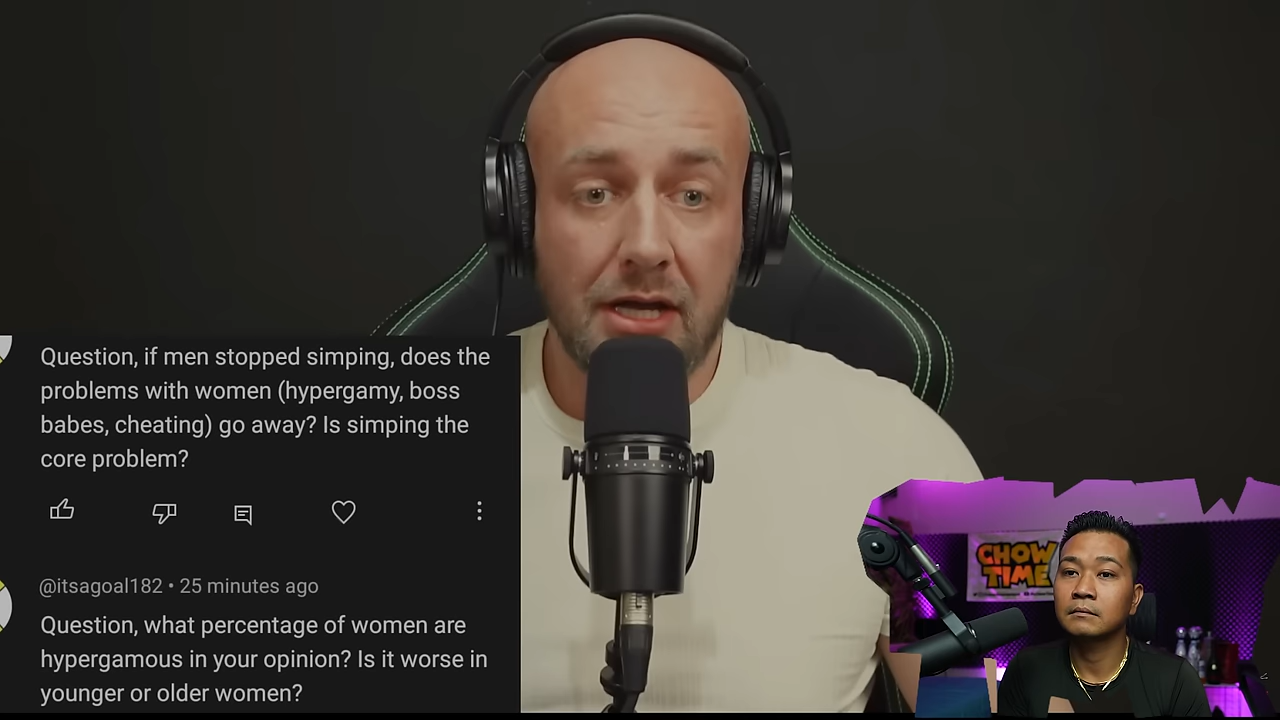 Question, if men stopped simping, does the
problems with women (hypergamy, boss
babes, cheating) go away? Is simping the
core problem?
@itsagoal182 • 25 minutes ago
Question, what percentage of women are
hypergamous in your opinion? Is it worse in
younger or older women?
CHOW
TIME